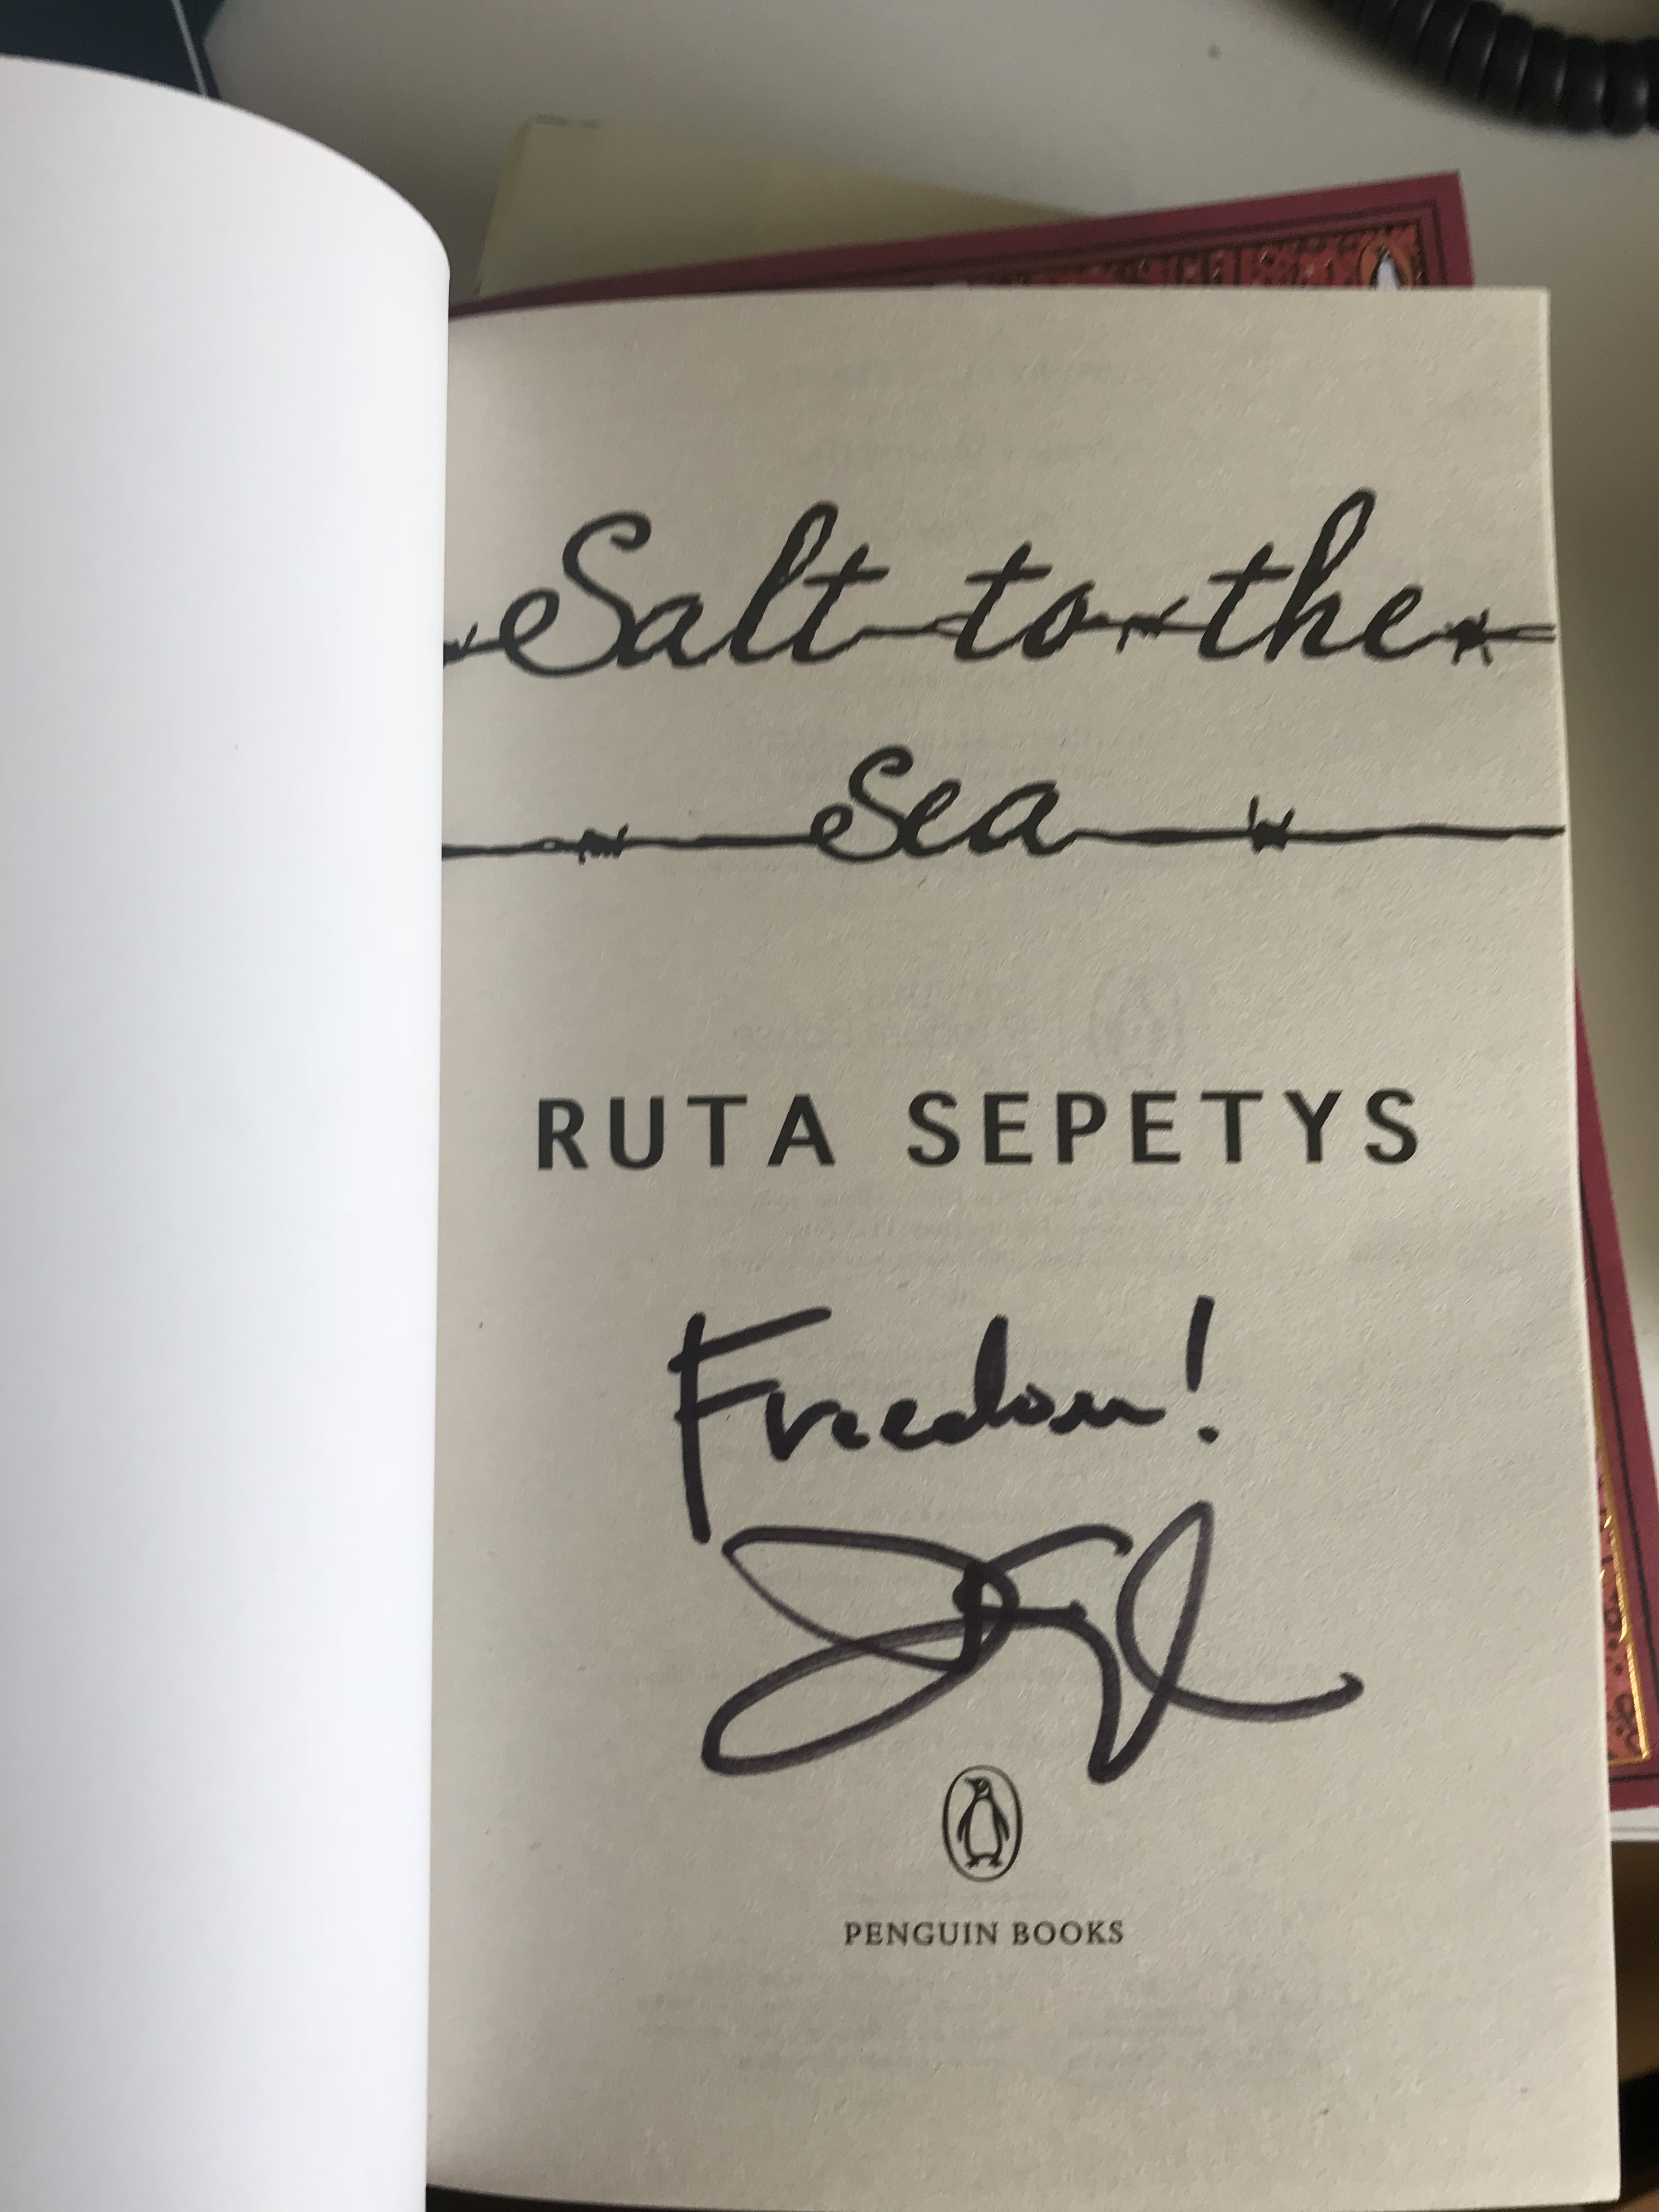 Salt to the
Sea
RUTA SEPETYS
Freedom!
PENGUIN BOOKS